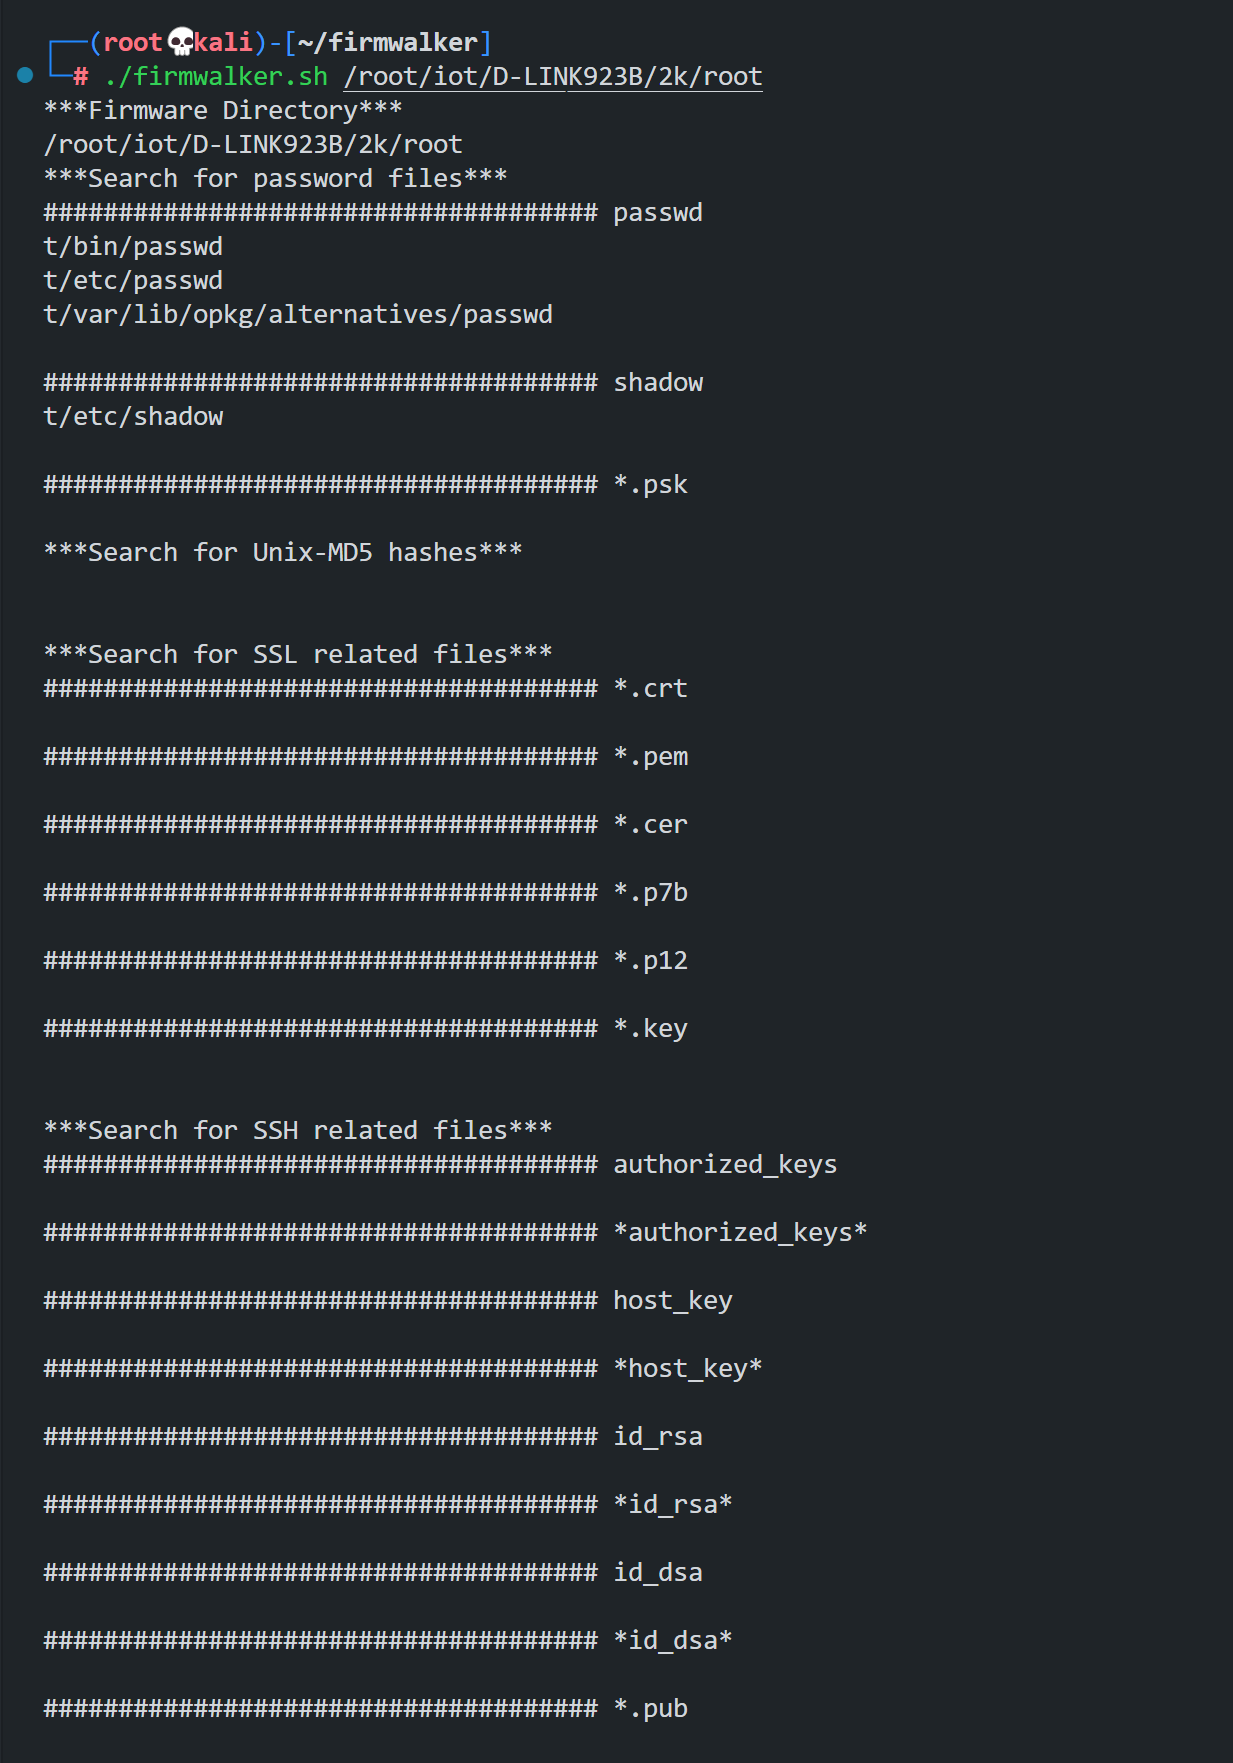 ┌──(root💀kali)-[~/firmwalker]
└─# ./firmwalker.sh /root/iot/D-LINK923B/2k/root
***Firmware Directory***
/root/iot/D-LINK923B/2k/root
***Search for password files***
##################################### passwd
t/bin/passwd
t/etc/passwd
t/var/lib/opkg/alternatives/passwd
##################################### shadow
t/etc/shadow
##################################### *.psk
***Search for Unix-MD5 hashes***
***Search for SSL related files***
##################################### *.crt
##################################### *.pem
##################################### *.cer
##################################### *.p7b
##################################### *.p12
##################################### *.key
***Search for SSH related files***
##################################### authorized_keys
##################################### *authorized_keys*
##################################### host_key
##################################### *host_key*
##################################### id_rsa
##################################### *id_rsa*
##################################### id_dsa
##################################### *id_dsa*
##################################### *.pub